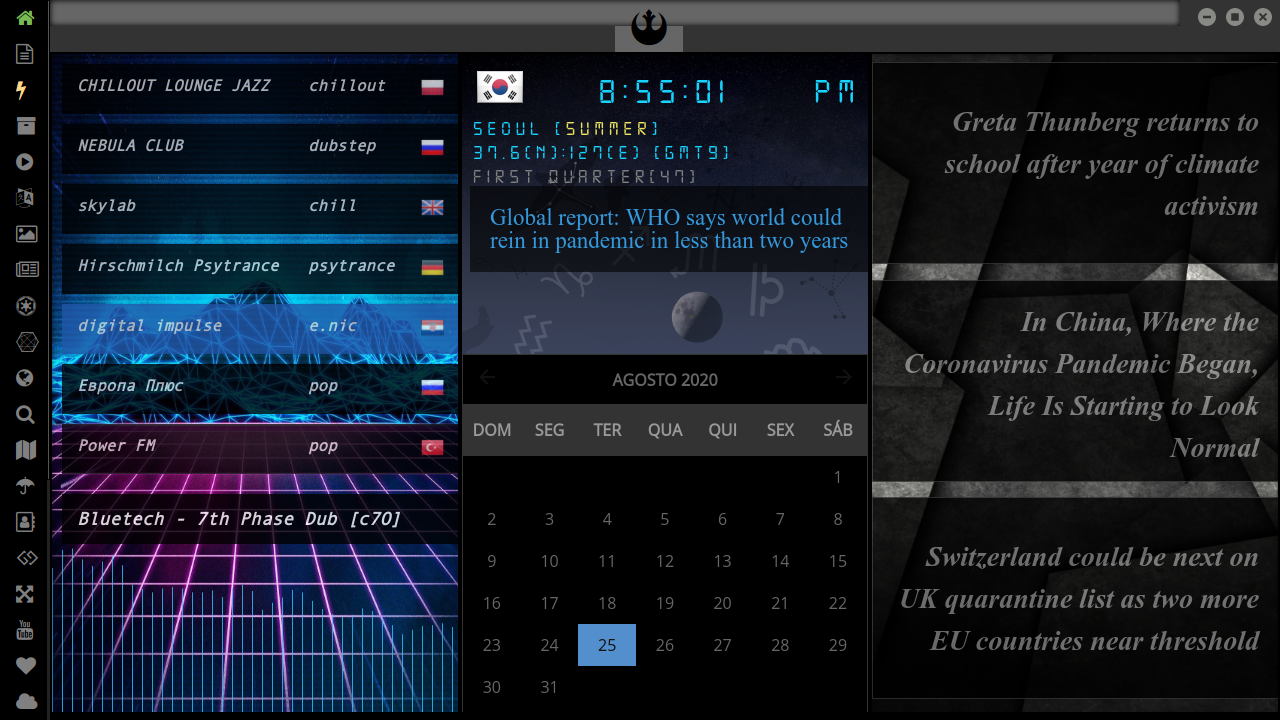 CHILLOUT LOUNGE JAZZ chillout
NEBULA CLUB dubstep
skylab chill
Hirschmilch Psytrance psytrance
digital impulse e.nic
Европа Плюс pop
Power FM pop
Bluetech - 7th Phase Dub [c70]
You
Tube
8:55:01 PM
SEOUL [SUMMER]
37.6(N):127(E) [GMT9]
FIRST QUARTER[47]
Global report: WHO says world could
rein in pandemic in less than two years
AGOSTO 2020
DOM SEG TER QUA QUI SEX SÁB
1
2 3 4 5 6 7 8
9 10 11 12 13 14 15
16 17 18 19 20 21 22
23 24 25 26 27 28 29
30 31
Greta Thunberg returns to
school after year of climate
activism
In China, Where the
Coronavirus Pandemic Began,
Life Is Starting to Look
Normal
Switzerland could be next on
UK quarantine list as two more
EU countries near threshold